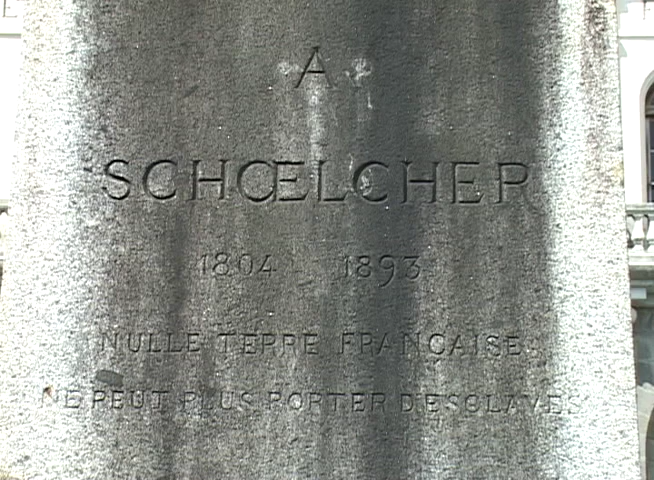 A
SCHŒLCHER
1804 1893
NULLE TERRE FRANÇAISE
NE PEUT PLUS PORTER D'ESCLAVES